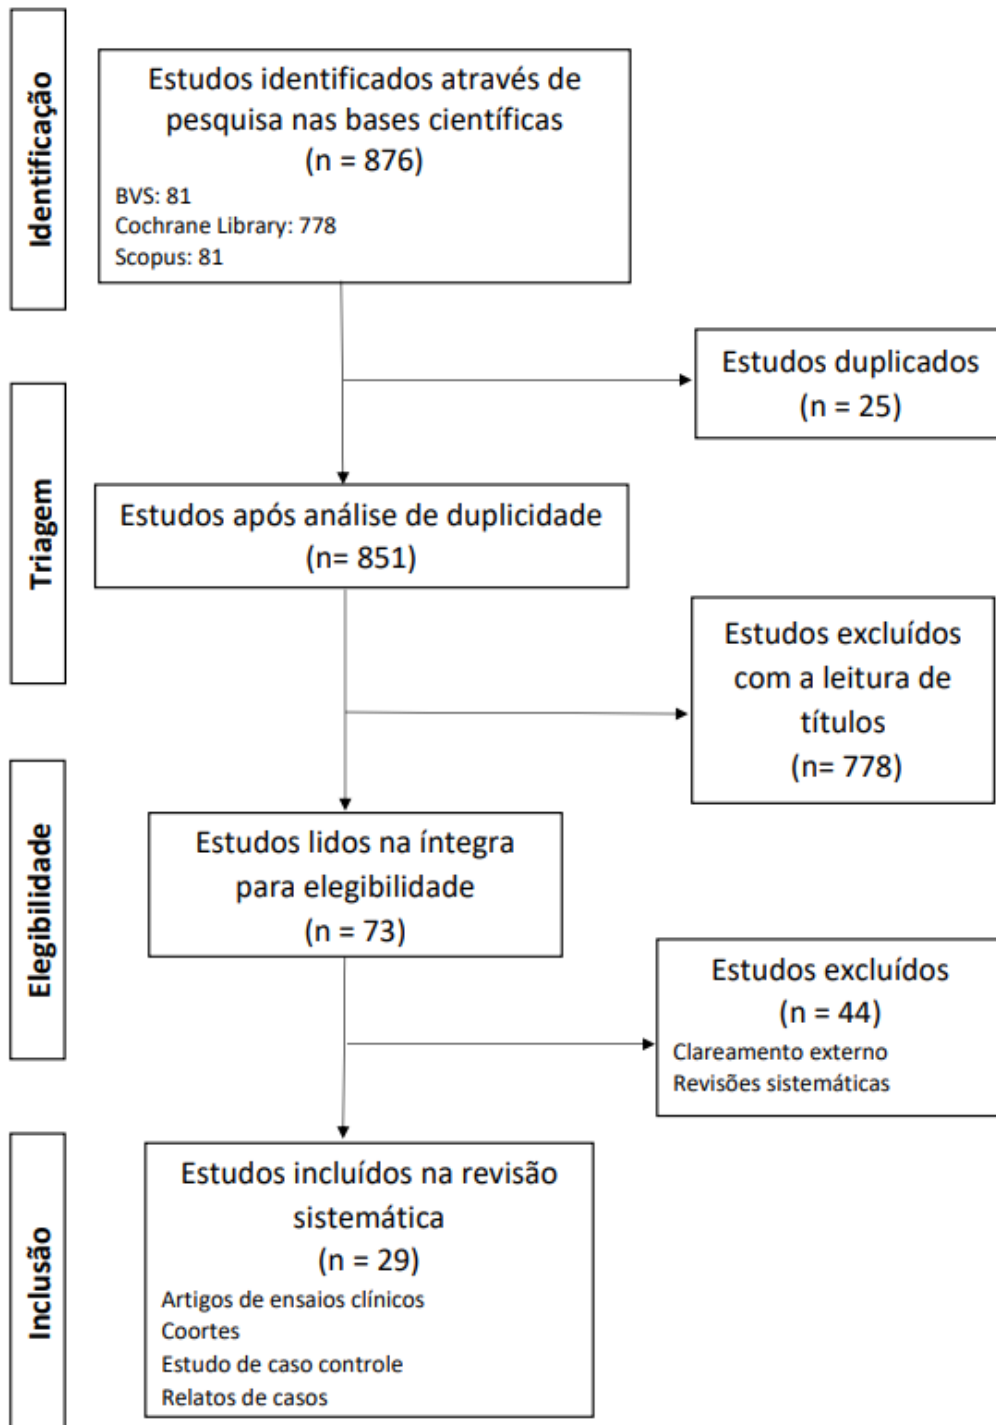 Identificação
Estudos identificados através de
pesquisa nas bases científicas
(n = 876)
BVS: 81
Cochrane Library: 778
Scopus: 81
Estudos duplicados
(n = 25)
Triagem
Estudos após análise de duplicidade
(n= 851)
Estudos excluídos
com a leitura de
títulos
(n= 778)
Elegibilidade
Estudos lidos na íntegra
para elegibilidade
(n = 73)
Estudos excluídos
(n = 44)
Clareamento externo
Revisões sistemáticas
Inclusão
Estudos incluídos na revisão
sistemática
(n = 29)
Artigos de ensaios clínicos
Coortes
Estudo de caso controle
Relatos de casos